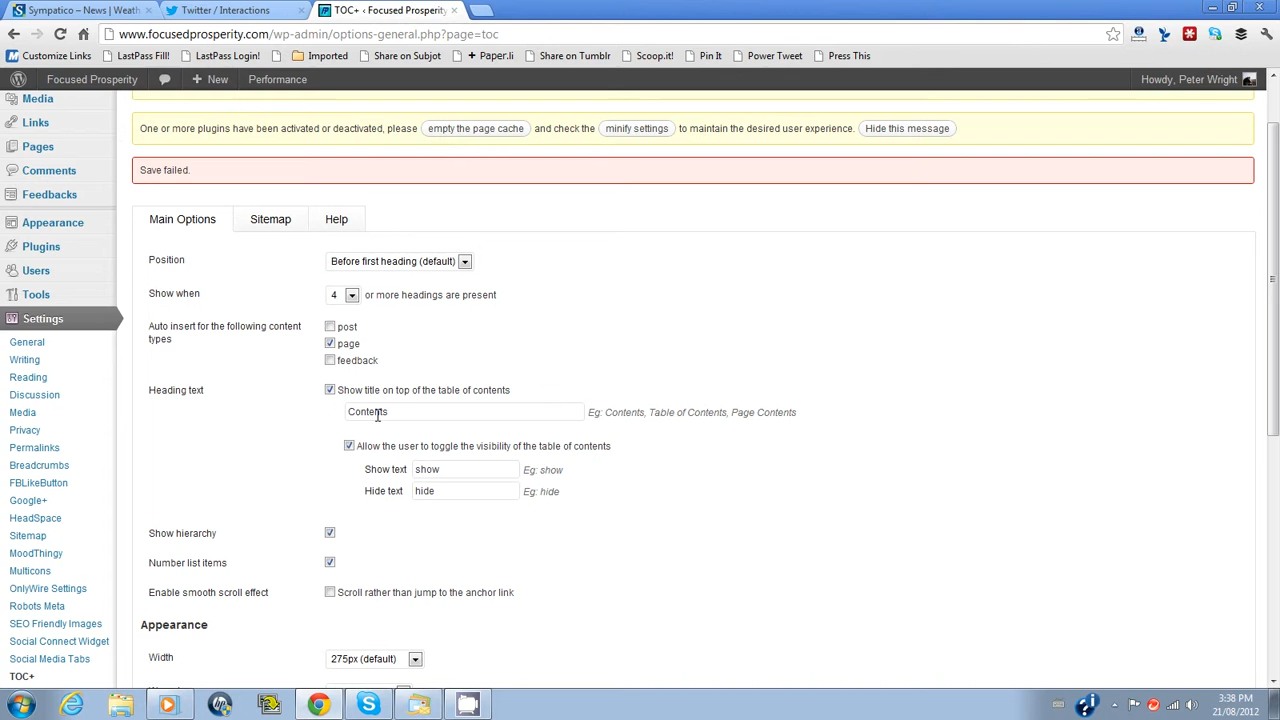 Sympatico – News | Weath
Twitter / Interactions
TOC+ ‹ Focused Prosperity
www.focusedprosperity.com/wp-admin/options-general.php?page=toc
Customize Links
LastPass Fill!
LastPass Login!
Imported
Share on Subjot
+ Paper.li
Share on Tumblr
Scoop.it!
Pin It
Power Tweet
Press This
Focused Prosperity
+ New
Performance
Howdy, Peter Wright
Media
Links
Pages
Comments
Feedbacks
Appearance
Plugins
Users
Tools
Settings
General
Writing
Reading
Discussion
Media
Privacy
Permalinks
Breadcrumbs
FBLikeButton
Google+
HeadSpace
Sitemap
MoodThingy
Multicons
OnlyWire Settings
Robots Meta
SEO Friendly Images
Social Connect Widget
Social Media Tabs
TOC+
One or more plugins have been activated or deactivated, please empty the page cache and check the minify settings to maintain the desired user experience. Hide this message
Save failed.
Main Options
Sitemap
Help
Position
Before first heading (default)
Show when
4 or more headings are present
Auto insert for the following content
types
post
page
feedback
Heading text
Show title on top of the table of contents
Contents
Eg: Contents, Table of Contents, Page Contents
Allow the user to toggle the visibility of the table of contents
Show text show Eg: show
Hide text hide Eg: hide
Show hierarchy
Number list items
Enable smooth scroll effect
Scroll rather than jump to the anchor link
Appearance
Width
275px (default)
3:38 PM
21/08/2012